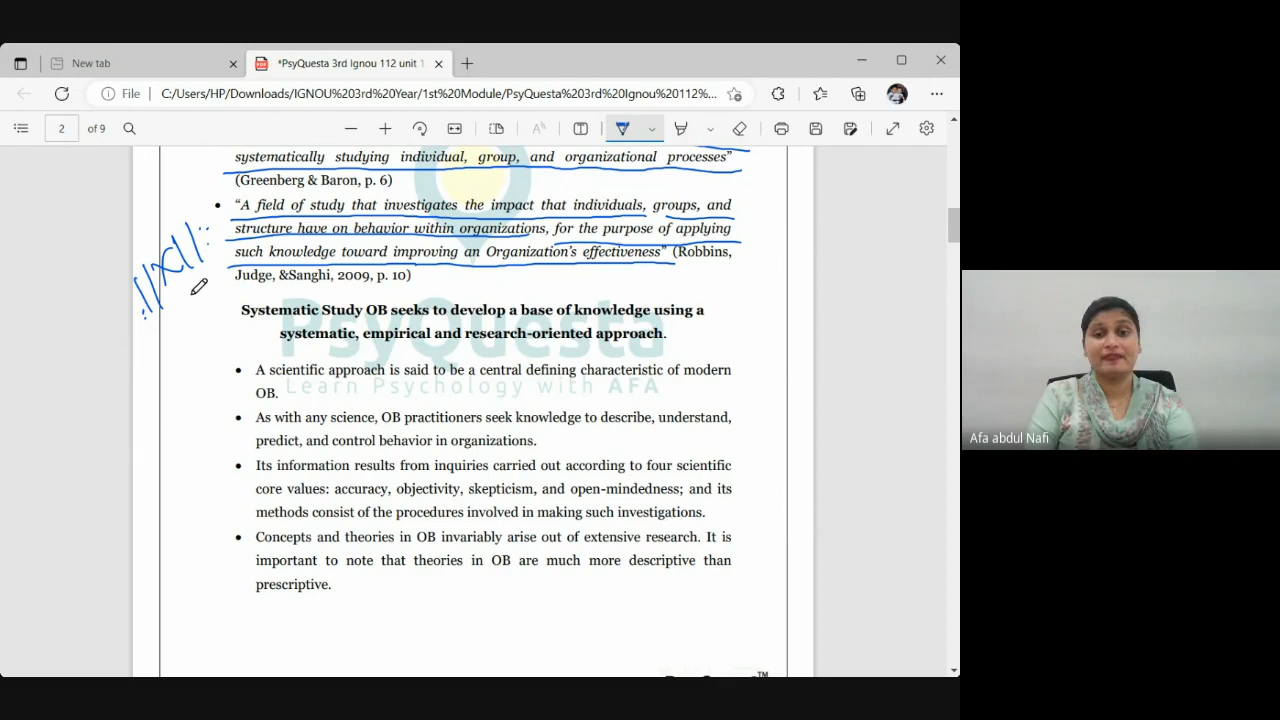 New tab
*PsyQuesta 3rd Ignou 112 unit 1
File
C:/Users/HP/Downloads/IGNOU%203rd%20Year/1st%20Module/PsyQuesta%203rd%20Ignou%20112%...
2 of 9
systematically studying individual, group, and organizational processes”
(Greenberg & Baron, p. 6)
• “A field of study that investigates the impact that individuals, groups, and
structure have on behavior within organizations, for the purpose of applying
such knowledge toward improving an Organization’s effectiveness” (Robbins,
Judge, &Sanghi, 2009, p. 10)
Systematic Study OB seeks to develop a base of knowledge using a
systematic, empirical and research-oriented approach.
PsyQuesta
Learn Psychology with AFA
• A scientific approach is said to be a central defining characteristic of modern
OB.
• As with any science, OB practitioners seek knowledge to describe, understand,
predict, and control behavior in organizations.
• Its information results from inquiries carried out according to four scientific
core values: accuracy, objectivity, skepticism, and open-mindedness; and its
methods consist of the procedures involved in making such investigations.
• Concepts and theories in OB invariably arise out of extensive research. It is
important to note that theories in OB are much more descriptive than
prescriptive.
TM
Afa abdul Nafi